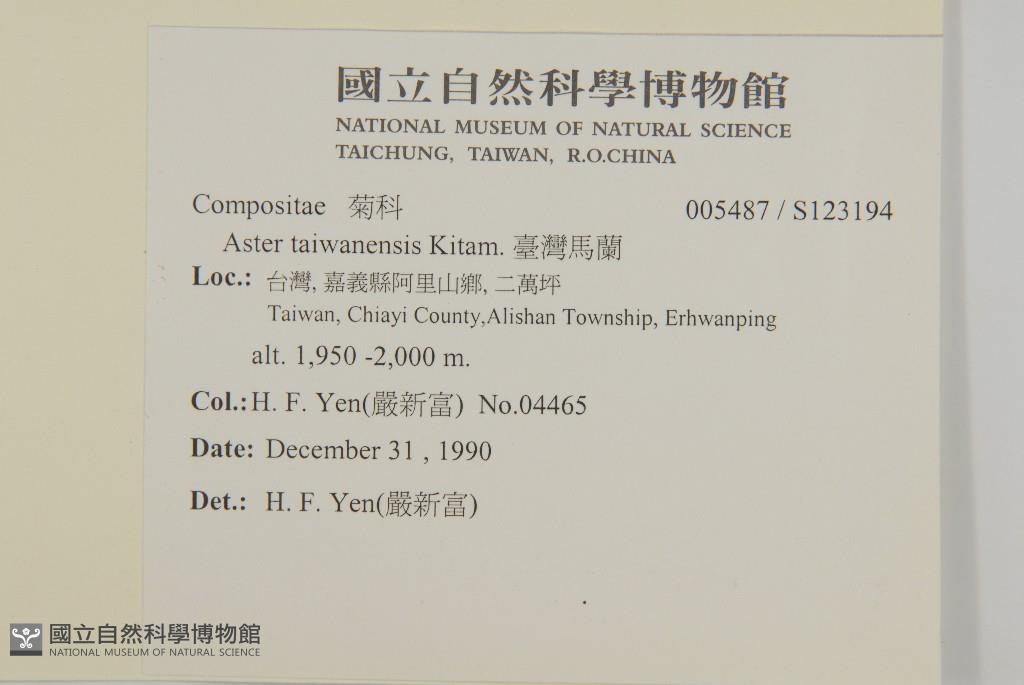 國立自然科學博物館
NATIONAL MUSEUM OF NATURAL SCIENCE
TAICHUNG, TAIWAN, R.O.CHINA
Compositae 菊科 005487 / S123194
Aster taiwanensis Kitam. 臺灣馬蘭
Loc.: 台灣, 嘉義縣阿里山鄉, 二萬坪
Taiwan, Chiayi County,Alishan Township, Erhwanping
alt. 1,950 -2,000 m.
Col.: H. F. Yen(嚴新富) No.04465
Date: December 31 , 1990
Det.: H. F. Yen(嚴新富)
國立自然科學博物館
NATIONAL MUSEUM OF NATURAL SCIENCE